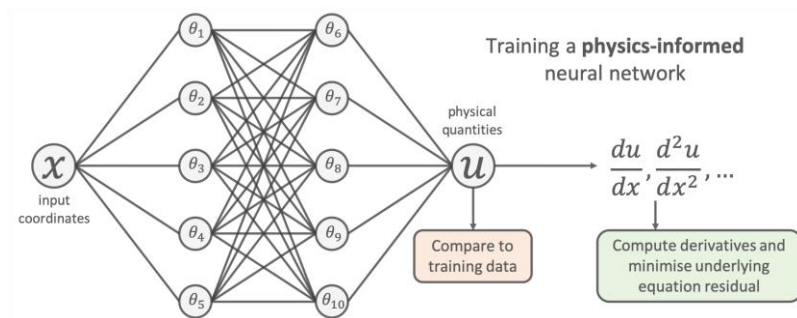 Training a physics-informed
neural network
θ₁
θ₂
θ₃
θ₄
θ₅
θ₆
θ₇
θ₈
θ₉
θ₁₀
x
input
coordinates
physical
quantities
u
du/dx, d²u/dx², ...
Compare to
training data
Compute derivatives and
minimise underlying
equation residual